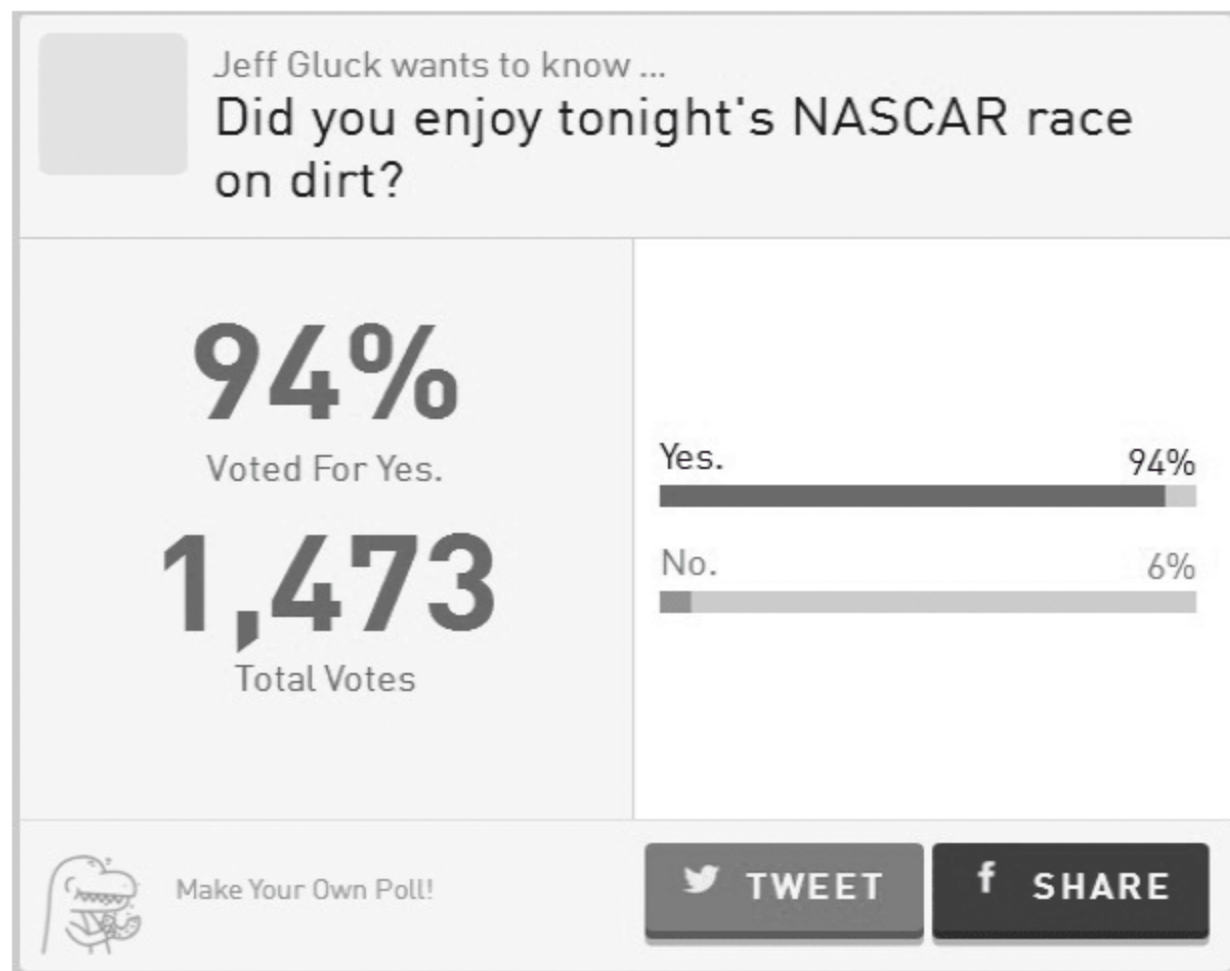 Jeff Gluck wants to know ...
Did you enjoy tonight's NASCAR race
on dirt?
94%
Voted For Yes.
1,473
Total Votes
Yes. 94%
No. 6%
Make Your Own Poll!
TWEET
f SHARE